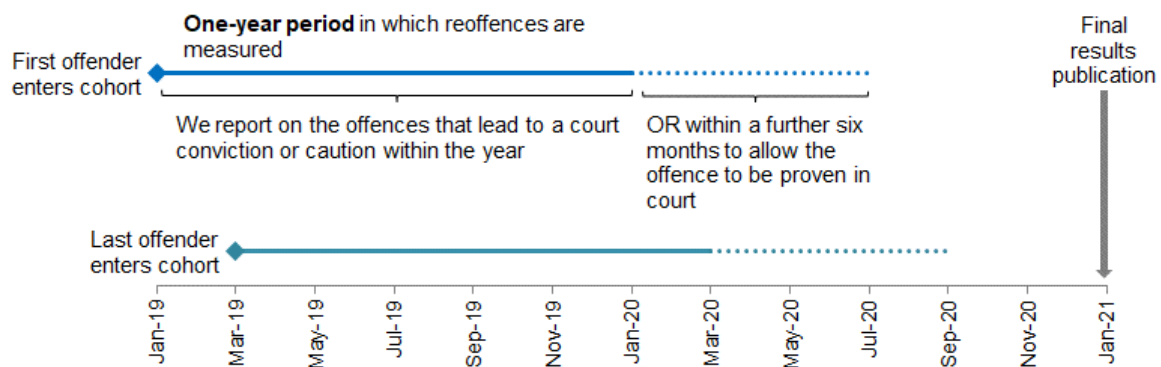 One-year period in which reoffences are
measured
First offender
enters cohort
Final
results
publication
We report on the offences that lead to a court
conviction or caution within the year
OR within a further six
months to allow the
offence to be proven in
court
Last offender
enters cohort
Jan-19
Mar-19
May-19
Jul-19
Sep-19
Nov-19
Jan-20
Mar-20
May-20
Jul-20
Sep-20
Nov-20
Jan-21